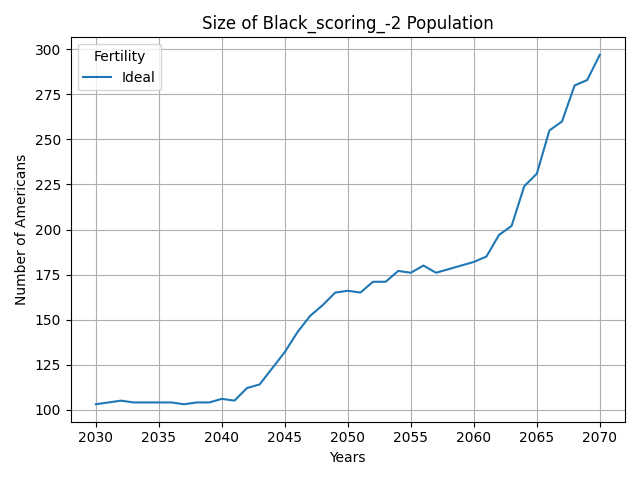 Size of Black_scoring_-2 Population
Fertility
Ideal
Number of Americans
300
275
250
225
200
175
150
125
100
2030 2035 2040 2045 2050 2055 2060 2065 2070
Years